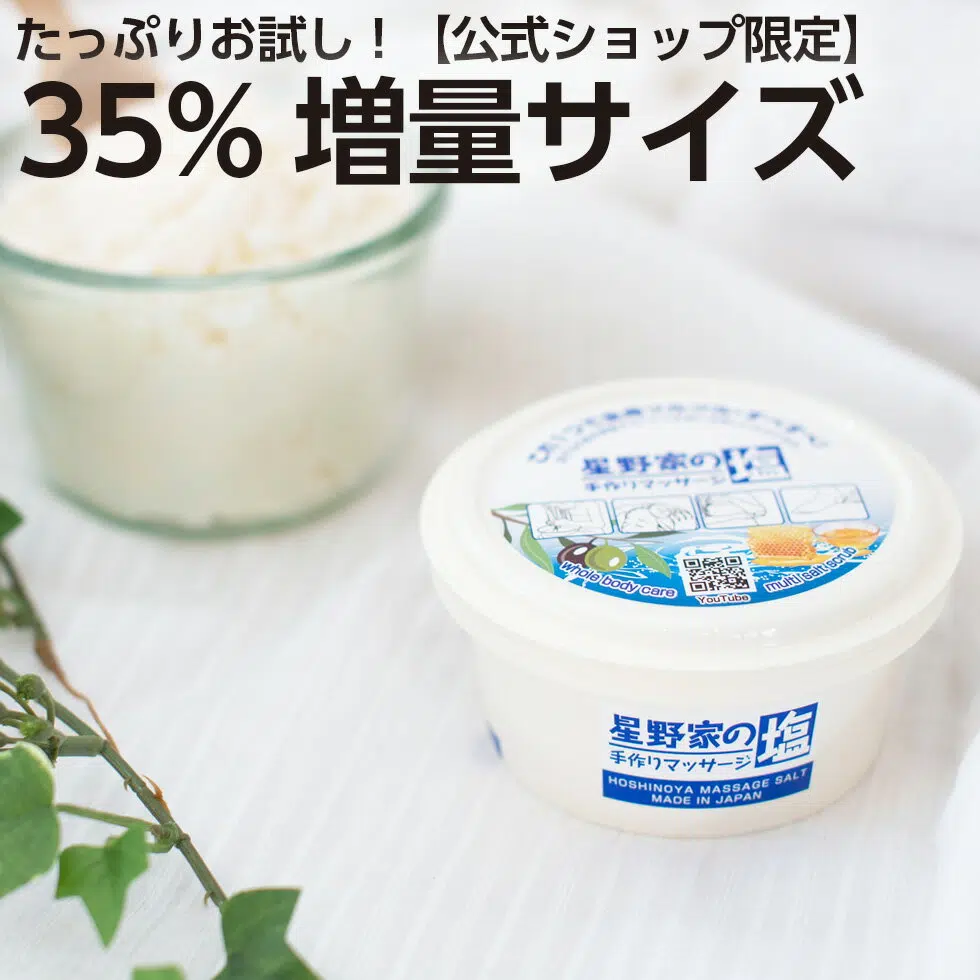 たっぷりお試し！【公式ショップ限定】
35% 増量サイズ
星野家の塩
手作りマッサージ
whole body care
multi salt scrub
YouTube
星野家の塩
手作りマッサージ
HOSHINOYA MASSAGE SALT
MADE IN JAPAN